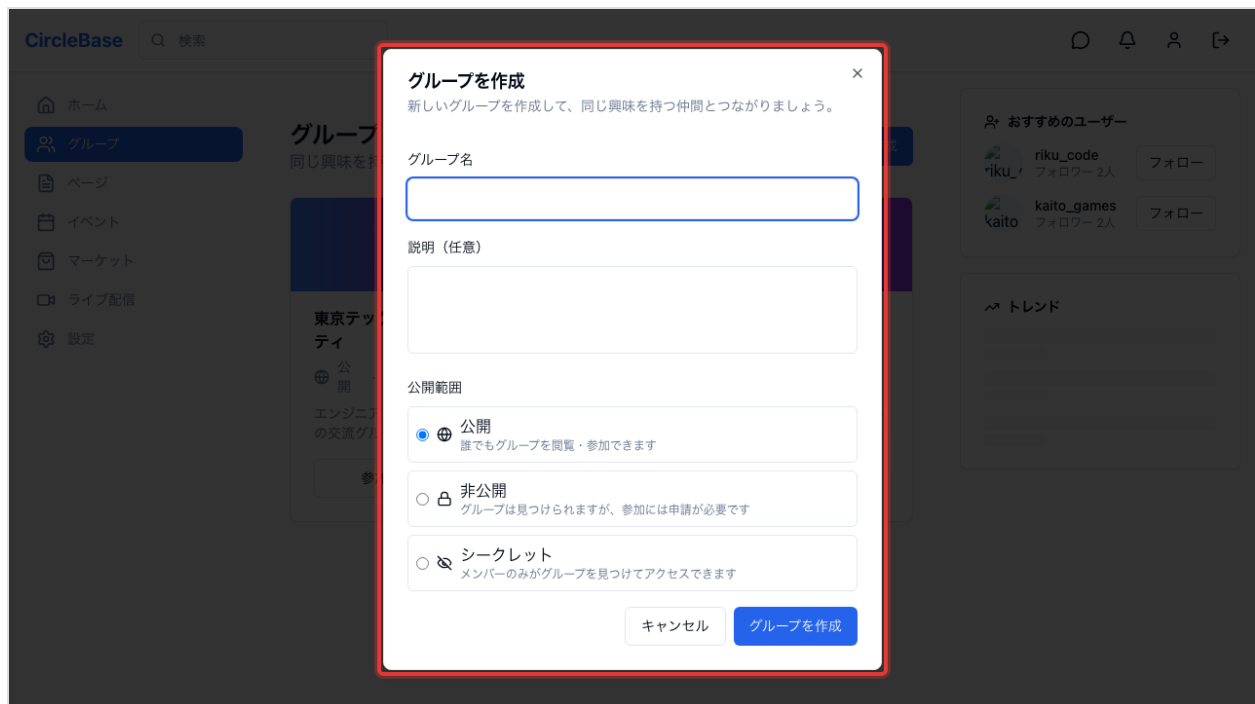 CircleBase
検索
ホーム
グループ
ページ
イベント
マーケット
ライブ配信
設定
グループ
同じ興味を持
東京テッ
ティ
公
開
エンジニア
の交流グル
グループを作成
新しいグループを作成して、同じ興味を持つ仲間とつながりましょう。
グループ名
説明（任意）
公開範囲
公開
誰でもグループを閲覧・参加できます
非公開
グループは見つけられますが、参加には申請が必要です
シークレット
メンバーのみがグループを見つけてアクセスできます
キャンセル
グループを作成
おすすめのユーザー
riku_code
フォロワー 2人
フォロー
kaito_games
フォロワー 2人
フォロー
トレンド